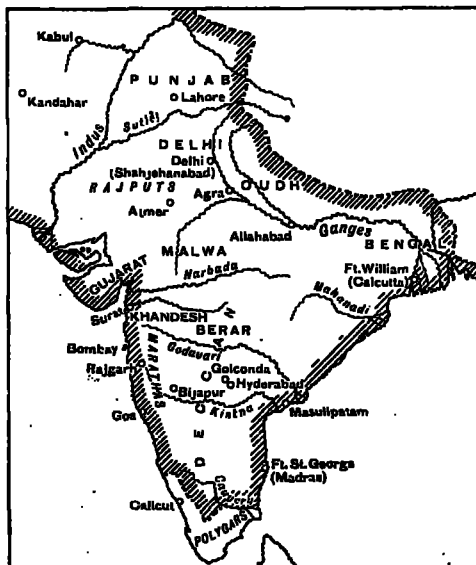 Kabul
PUNJAB
Kandahar
Lahore
Indus
Sutlej
DELHI
Delhi
(Shahjehanabad)
OUDH
RAJPUTS
Agra
Ajmer
Allahabad
Ganges
BENGAL
MALWA
Ft. William
(Calcutta)
GUJARAT
Narbada
Mahanadi
Surat
KHANDESH
BERAR
Bombay
Godavari
Rajgarh
MARATHAS
Golconda
Hyderabad
Bijapur
Kistna
Masulipatam
Goa
DECCAN
Ft. St. George
(Madras)
Calicut
POLYGARS